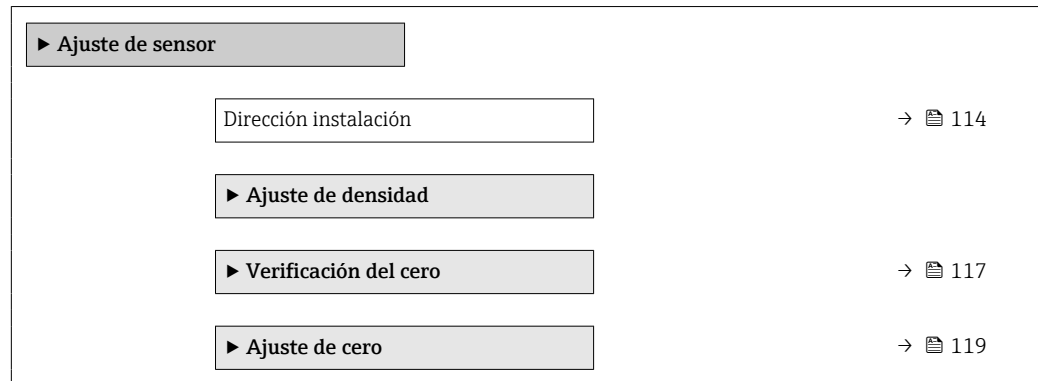 ▶ Ajuste de sensor
Dirección instalación → 114
▶ Ajuste de densidad
▶ Verificación del cero → 117
▶ Ajuste de cero → 119